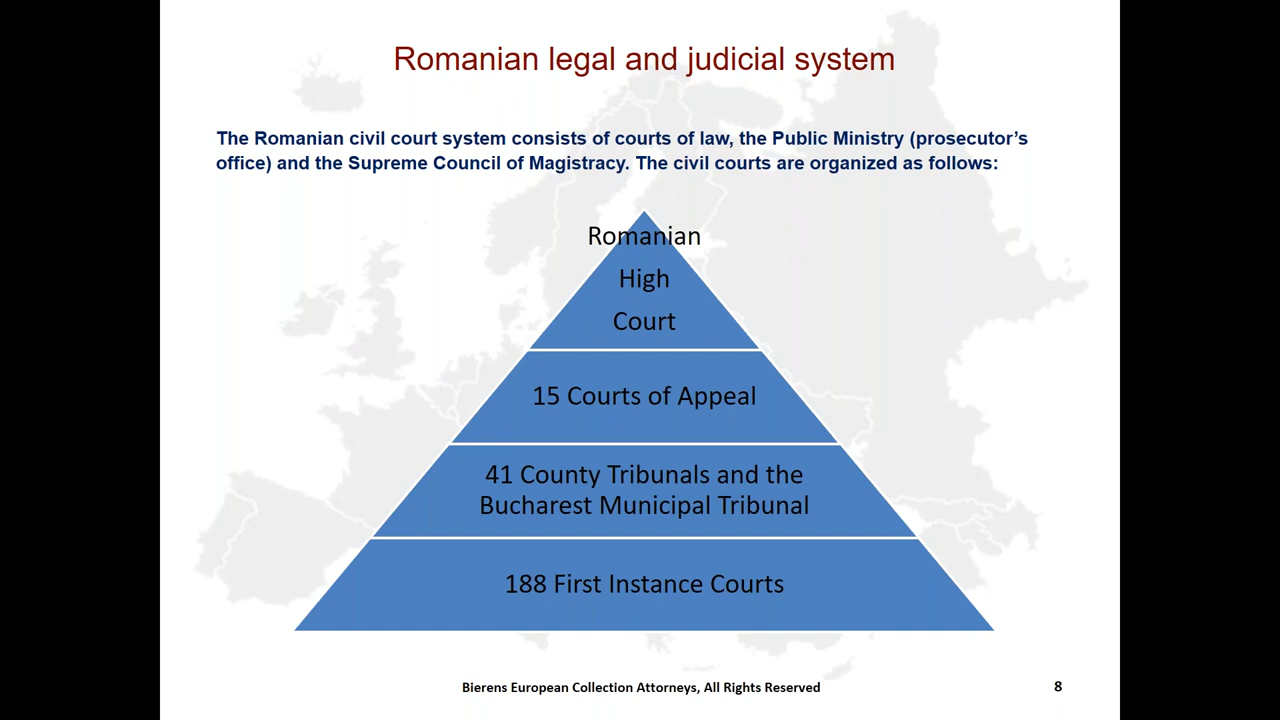 Romanian legal and judicial system
The Romanian civil court system consists of courts of law, the Public Ministry (prosecutor’s
office) and the Supreme Council of Magistracy. The civil courts are organized as follows:
Romanian
High
Court
15 Courts of Appeal
41 County Tribunals and the
Bucharest Municipal Tribunal
188 First Instance Courts
Bierens European Collection Attorneys, All Rights Reserved
8